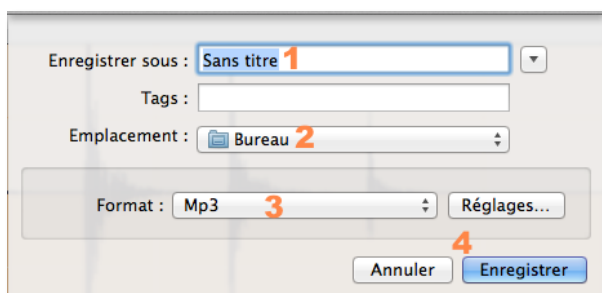 Enregistrer sous : Sans titre 1
Tags :
Emplacement : Bureau 2
Format : Mp3 3 Réglages...
4
Annuler Enregistrer